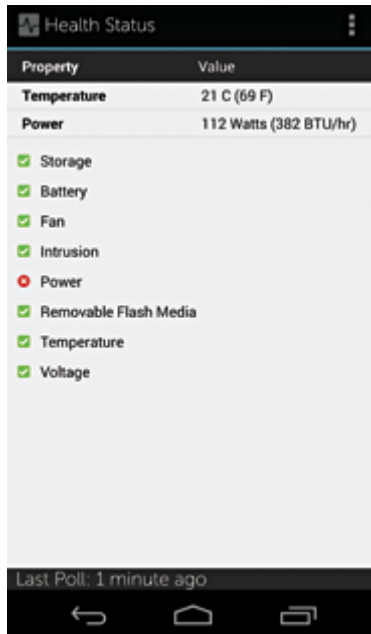 Health Status
Property Value
Temperature 21 C (69 F)
Power 112 Watts (382 BTU/hr)
Storage
Battery
Fan
Intrusion
Power
Removable Flash Media
Temperature
Voltage
Last Poll: 1 minute ago